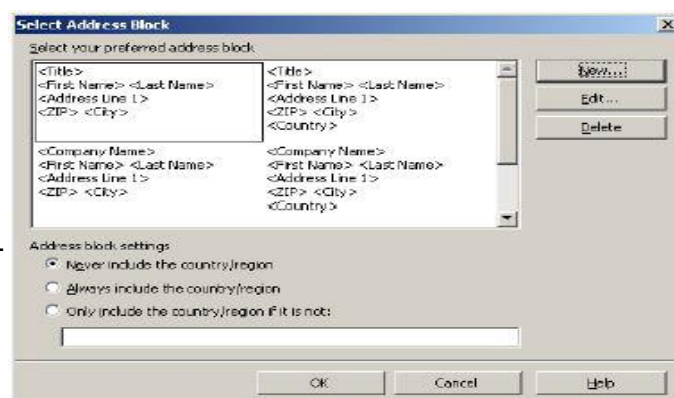 Select Address Block
Select your preferred address block
<Title>
<First Name> <Last Name>
<Address Line 1>
<ZIP> <City>
<Title>
<First Name> <Last Name>
<Address Line 1>
<ZIP> <City>
<Country>
<Company Name>
<First Name> <Last Name>
<Address Line 1>
<ZIP> <City>
<Company Name>
<First Name> <Last Name>
<Address Line 1>
<ZIP> <City>
<Country>
New...
Edit...
Delete
Address block settings
Never include the country/region
Always include the country/region
Only include the country/region if it is not:
OK
Cancel
Help